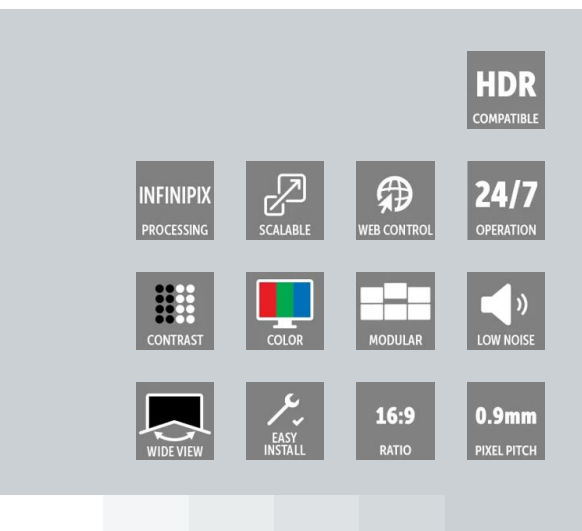 HDR
COMPATIBLE
INFINIPIX
PROCESSING
SCALABLE
WEB CONTROL
24/7
OPERATION
CONTRAST
COLOR
MODULAR
LOW NOISE
WIDE VIEW
EASY
INSTALL
16:9
RATIO
0.9mm
PIXEL PITCH